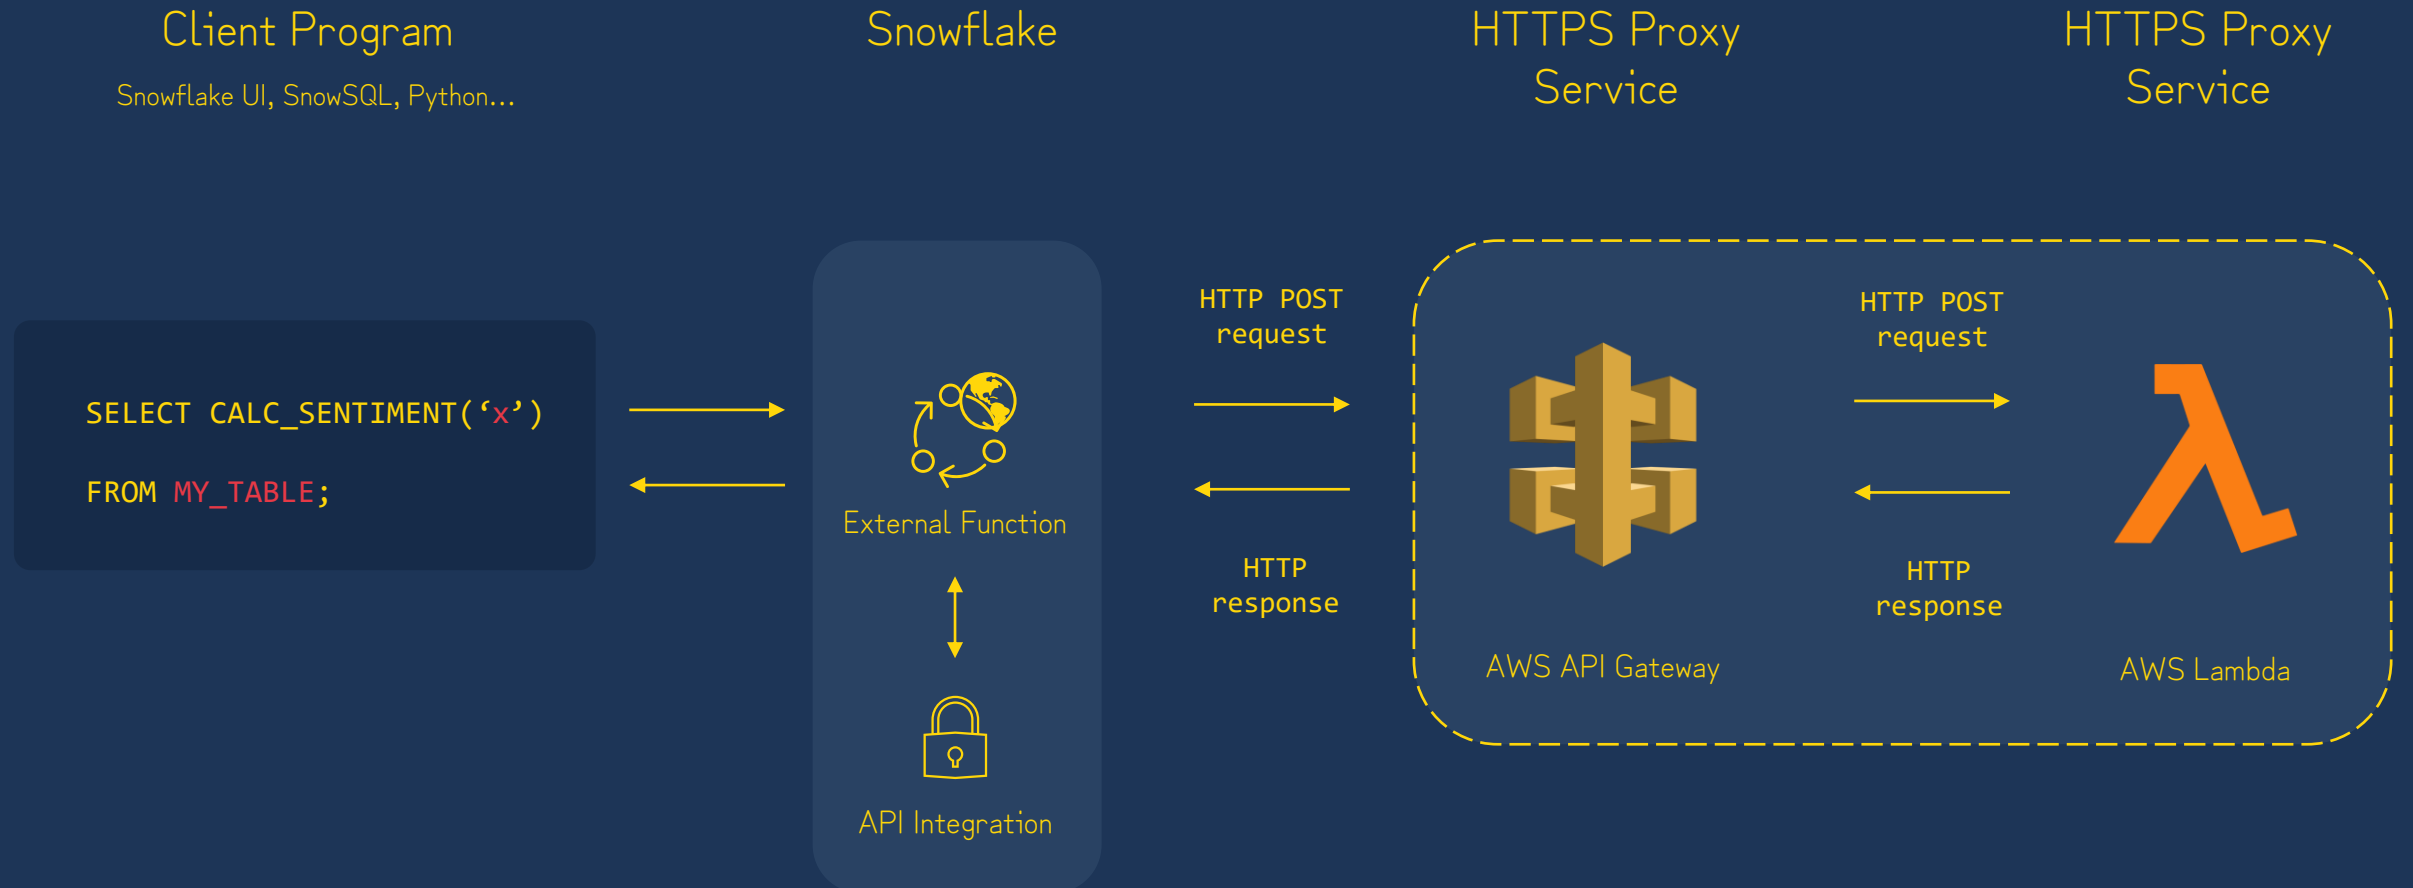 Client Program
Snowflake UI, SnowSQL, Python...
Snowflake
HTTPS Proxy
Service
HTTPS Proxy
Service
SELECT CALC_SENTIMENT(‘x’)
FROM MY_TABLE;
External Function
API Integration
HTTP POST
request
HTTP
response
AWS API Gateway
HTTP POST
request
HTTP
response
AWS Lambda